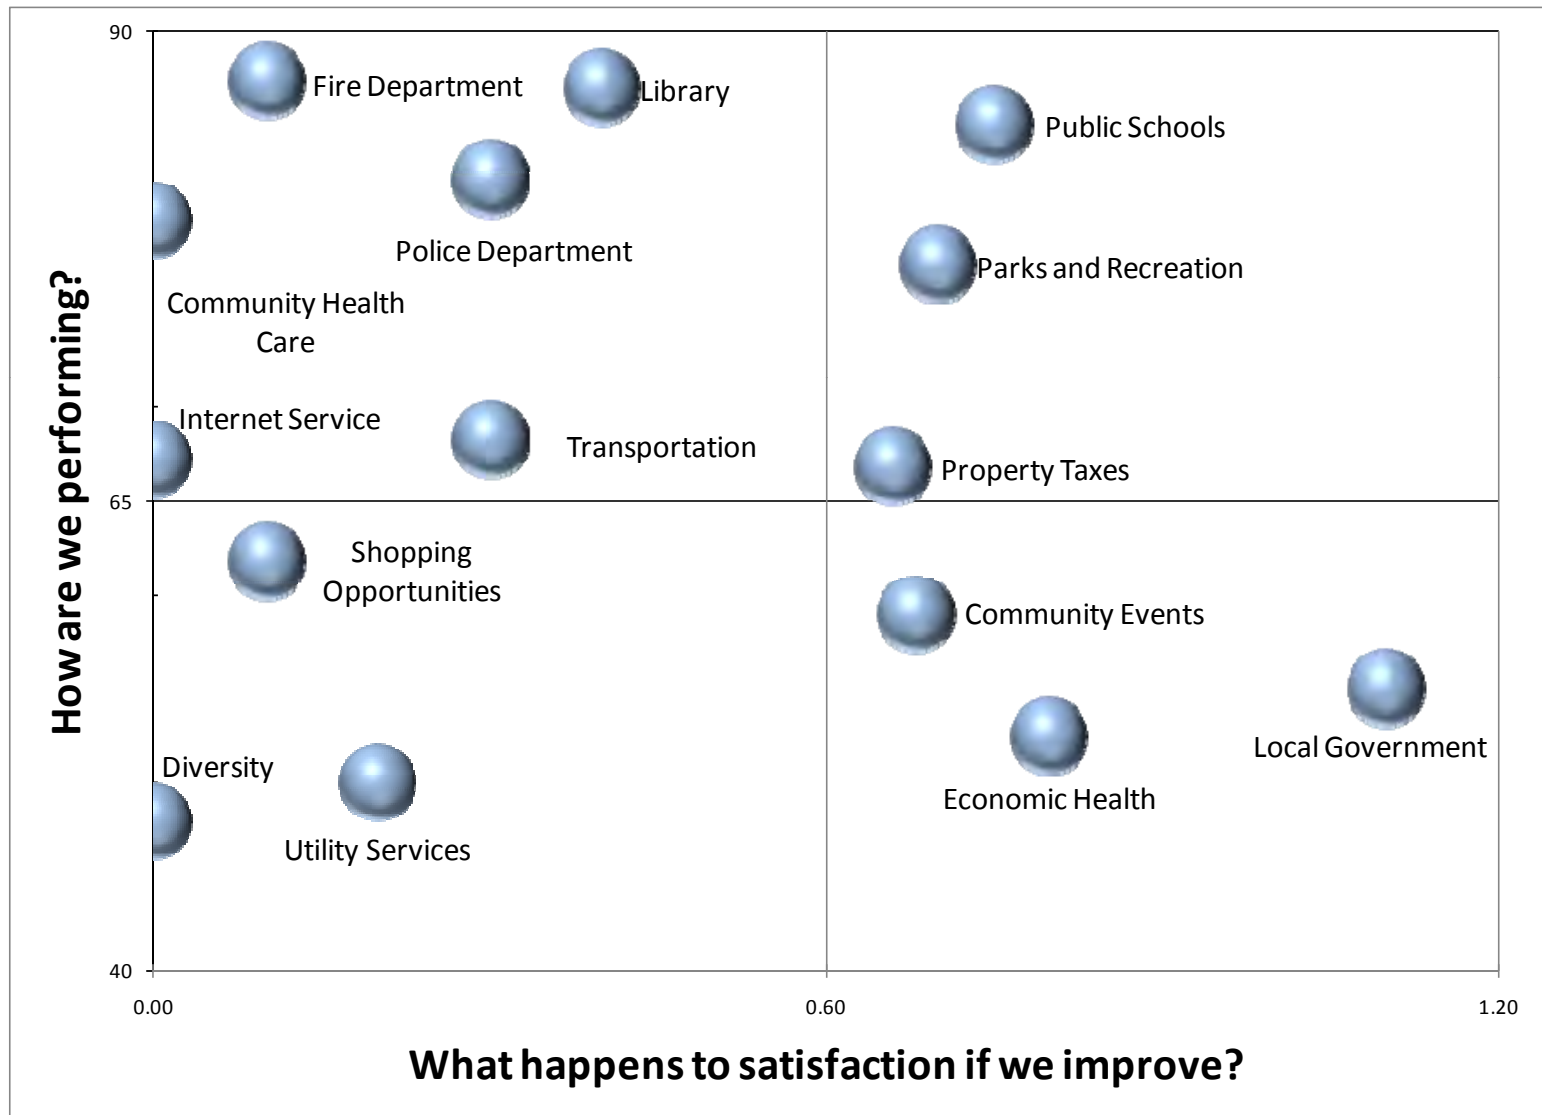 90
Fire Department
Library
Public Schools
Police Department
Parks and Recreation
Community Health
Care
Internet Service
Transportation
Property Taxes
65
Shopping
Opportunities
Community Events
Local Government
Diversity
Economic Health
Utility Services
40
0.00
0.60
1.20
How are we performing?
What happens to satisfaction if we improve?